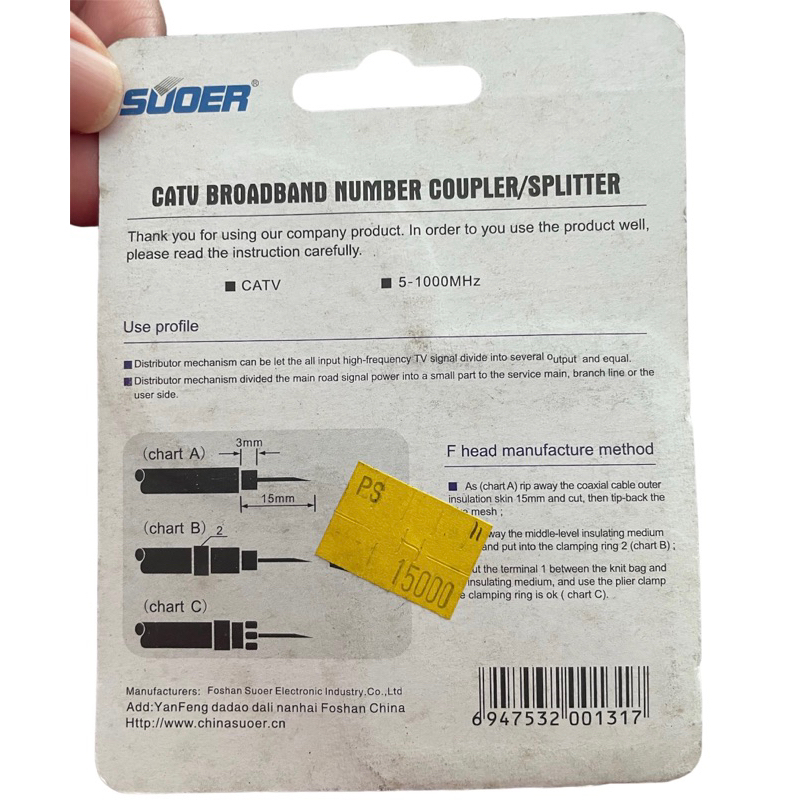 SUOER®
CATV BROADBAND NUMBER COUPLER/SPLITTER
Thank you for using our company product. In order to you use the product well,
please read the instruction carefully.
■ CATV ■ 5-1000MHz
Use profile
■ Distributor mechanism can be let the all input high-frequency TV signal divide into several output and equal.
■ Distributor mechanism divided the main road signal power into a small part to the service main, branch line or the
user side.
(chart A)
3mm
15mm
(chart B)
2
(chart C)
F head manufacture method
■ As (chart A) rip away the coaxial cable outer
insulation skin 15mm and cut, then tip-back the
mesh ;
way the middle-level insulating medium
and put into the clamping ring 2 (chart B) ;
ut the terminal 1 between the knit bag and
insulating medium, and use the plier clamp
clamping ring is ok ( chart C).
PS
15000
Manufacturers: Foshan Suoer Electronic Industry,Co.,Ltd
Add:YanFeng dadao dali nanhai Foshan China
Http://www.chinasuoer.cn
6947532 001317